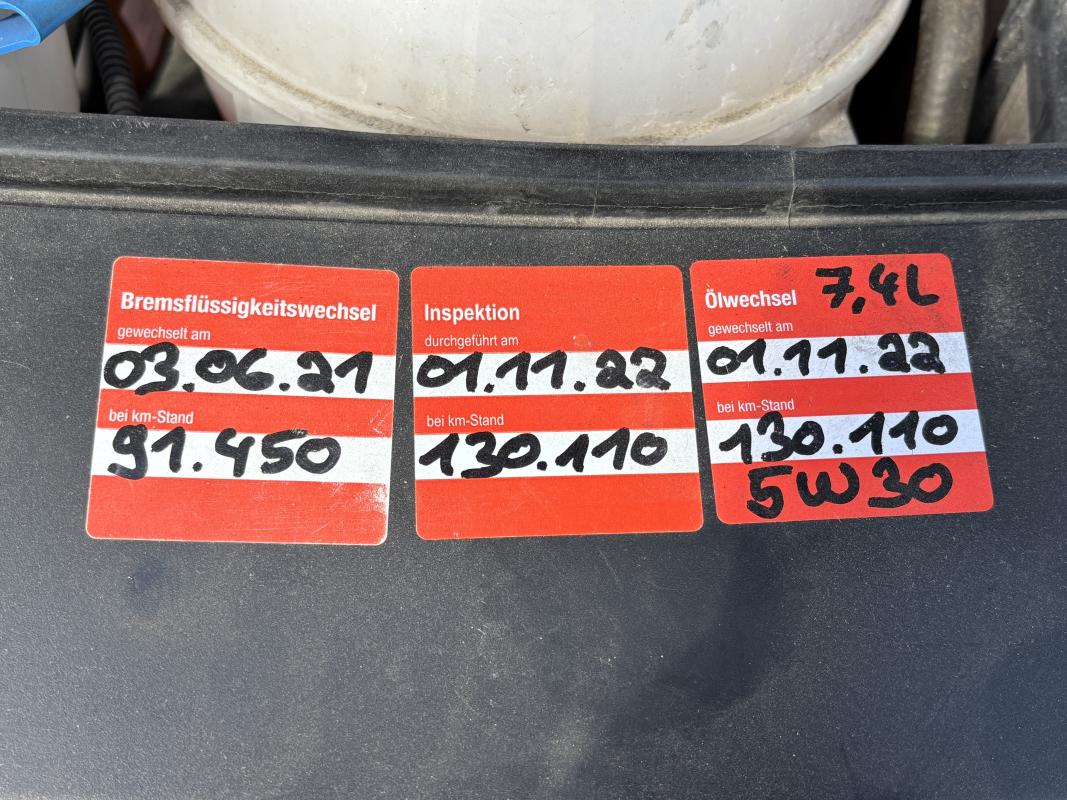 Bremsflüssigkeitswechsel
gewechselt am
03.06.21
bei km-Stand
91.450
Inspektion
durchgeführt am
01.11.22
bei km-Stand
130.110
Ölwechsel 7,4L
gewechselt am
01.11.22
bei km-Stand
130.110
5W30